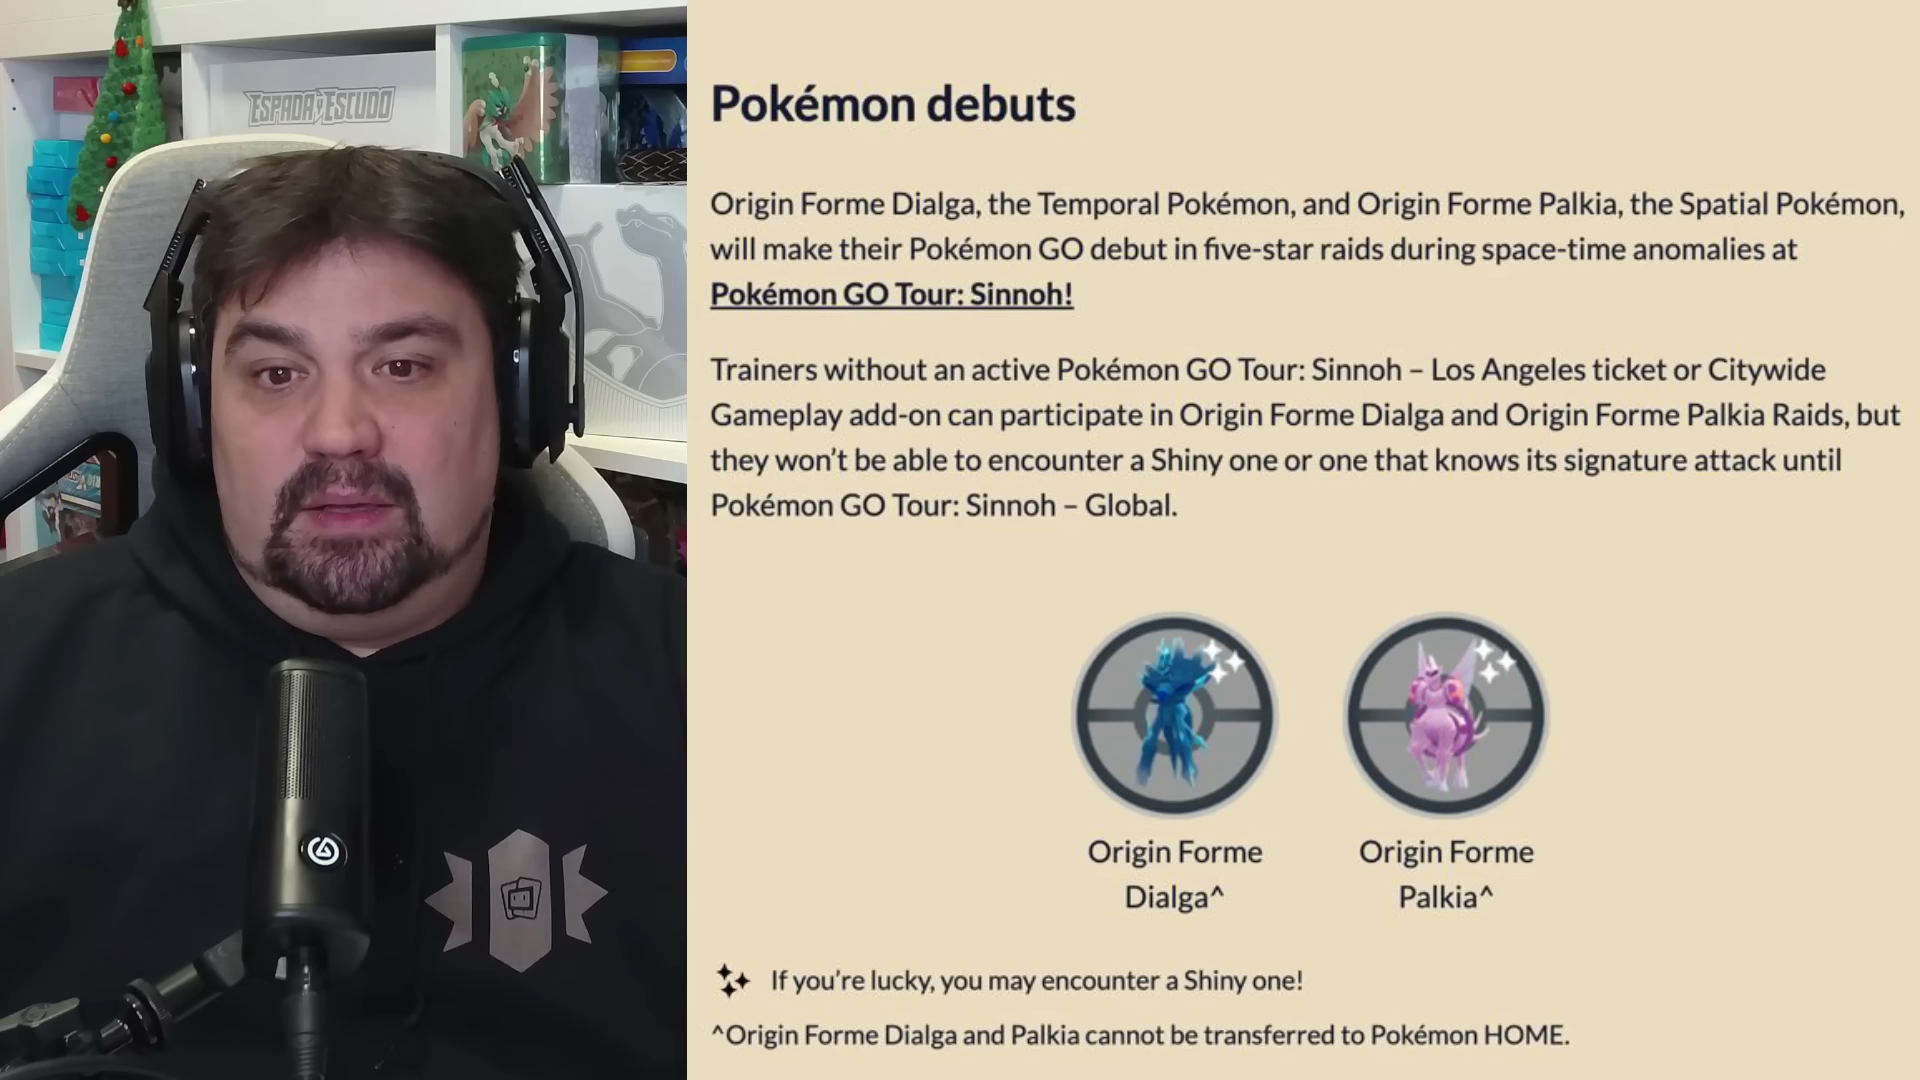 ESPADA Y ESCUDO
Pokémon debuts
Origin Forme Dialga, the Temporal Pokémon, and Origin Forme Palkia, the Spatial Pokémon,
will make their Pokémon GO debut in five-star raids during space-time anomalies at
Pokémon GO Tour: Sinnoh!
Trainers without an active Pokémon GO Tour: Sinnoh – Los Angeles ticket or Citywide
Gameplay add-on can participate in Origin Forme Dialga and Origin Forme Palkia Raids, but
they won’t be able to encounter a Shiny one or one that knows its signature attack until
Pokémon GO Tour: Sinnoh – Global.
Origin Forme
Dialga^
Origin Forme
Palkia^
If you’re lucky, you may encounter a Shiny one!
^Origin Forme Dialga and Palkia cannot be transferred to Pokémon HOME.